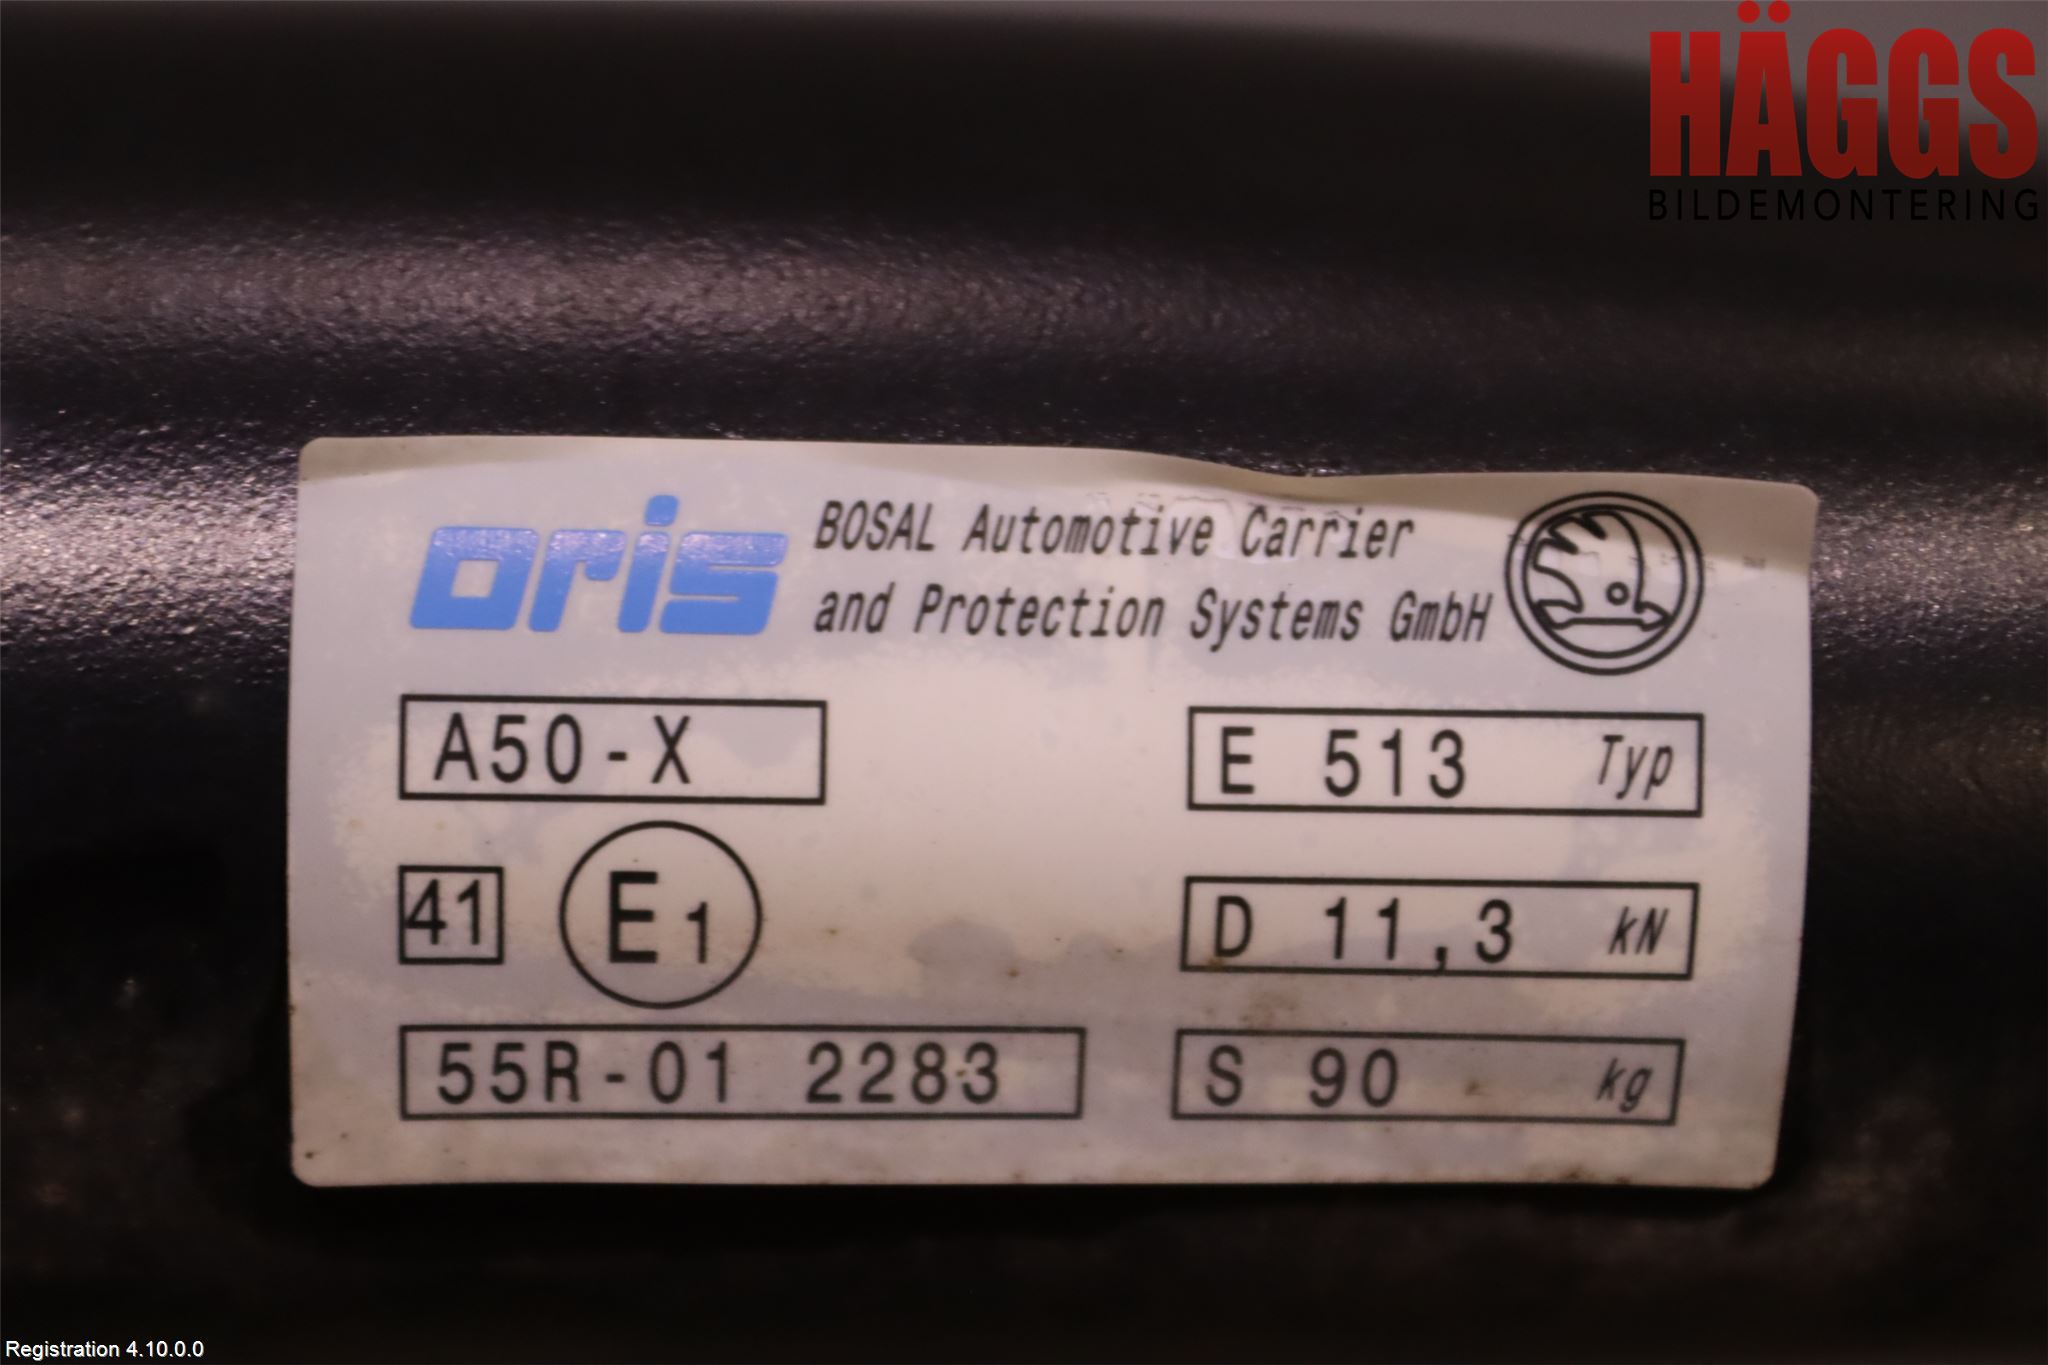 HÄGGS
BILDEMONTERING
oris
BOSAL Automotive Carrier
and Protection Systems GmbH
A50-X
E 513 Typ
41
E1
D 11,3 kN
55R-01 2283
S 90 kg
Registration 4.10.0.0